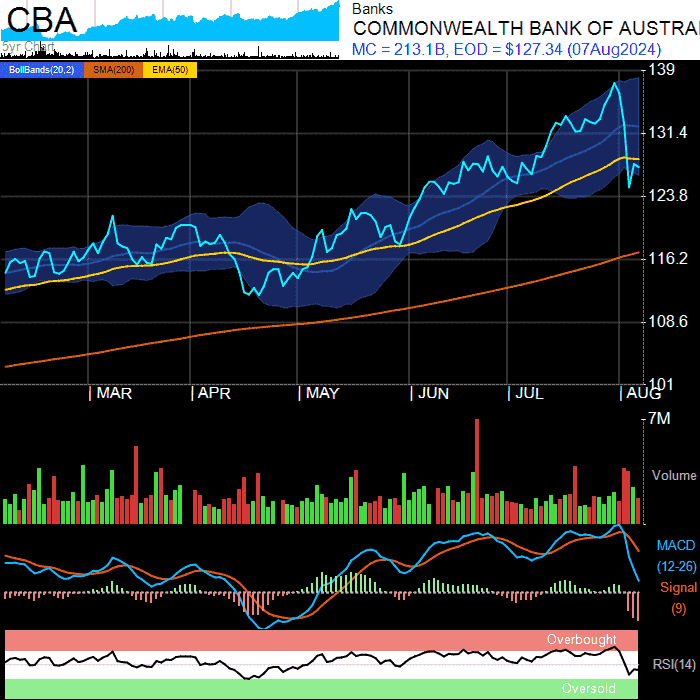 CBA
5yr Chart
Banks
COMMONWEALTH BANK OF AUSTRA
MC = 213.1B, EOD = $127.34 (07Aug2024)
BollBands(20,2) SMA(200) EMA(50)
139
131.4
123.8
116.2
108.6
101
MAR APR MAY JUN JUL AUG
7M
Volume
MACD
(12-26)
Signal
(9)
Overbought
RSI(14)
Oversold